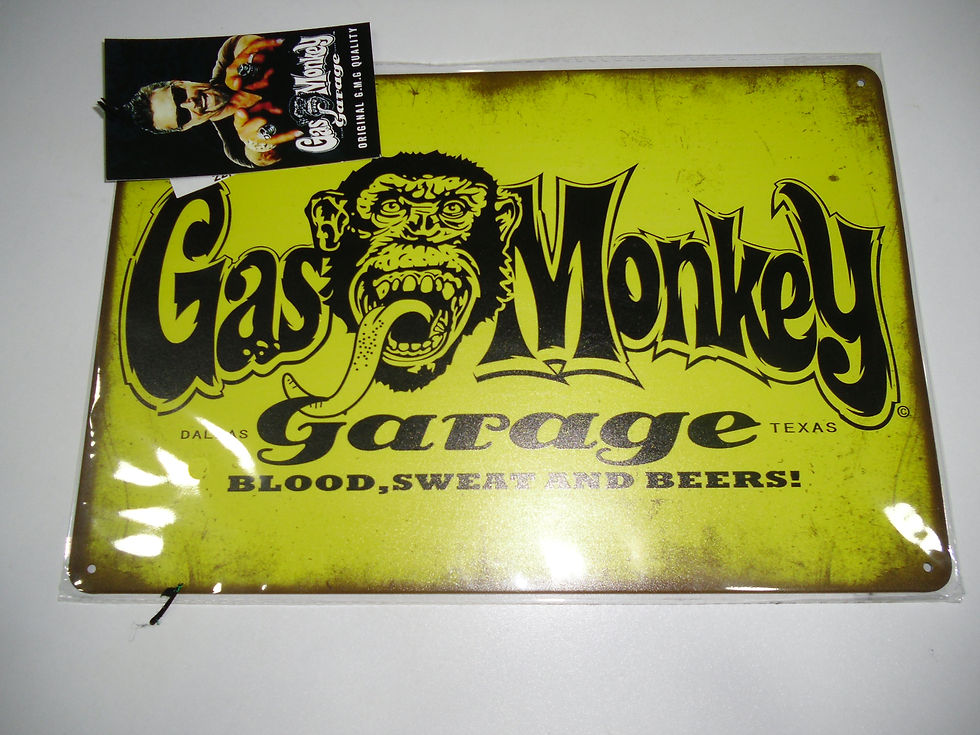 Gas Monkey
Garage
ORIGINAL G.M.G QUALITY
Gas Monkey
©
DALLAS Garage TEXAS
BLOOD,SWEAT AND BEERS!